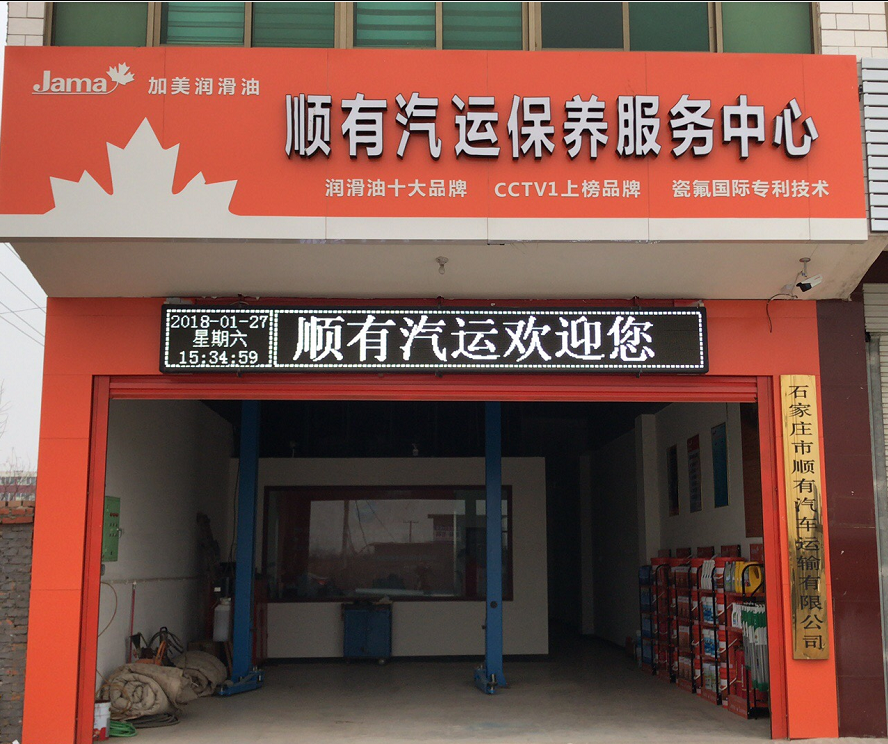 Jama 加美润滑油
顺有汽运保养服务中心
润滑油十大品牌 CCTV1上榜品牌 瓷氟国际专利技术
2018-01-27
星期六
15:34:59
顺有汽运欢迎您
石家庄市顺有汽车运输有限公司